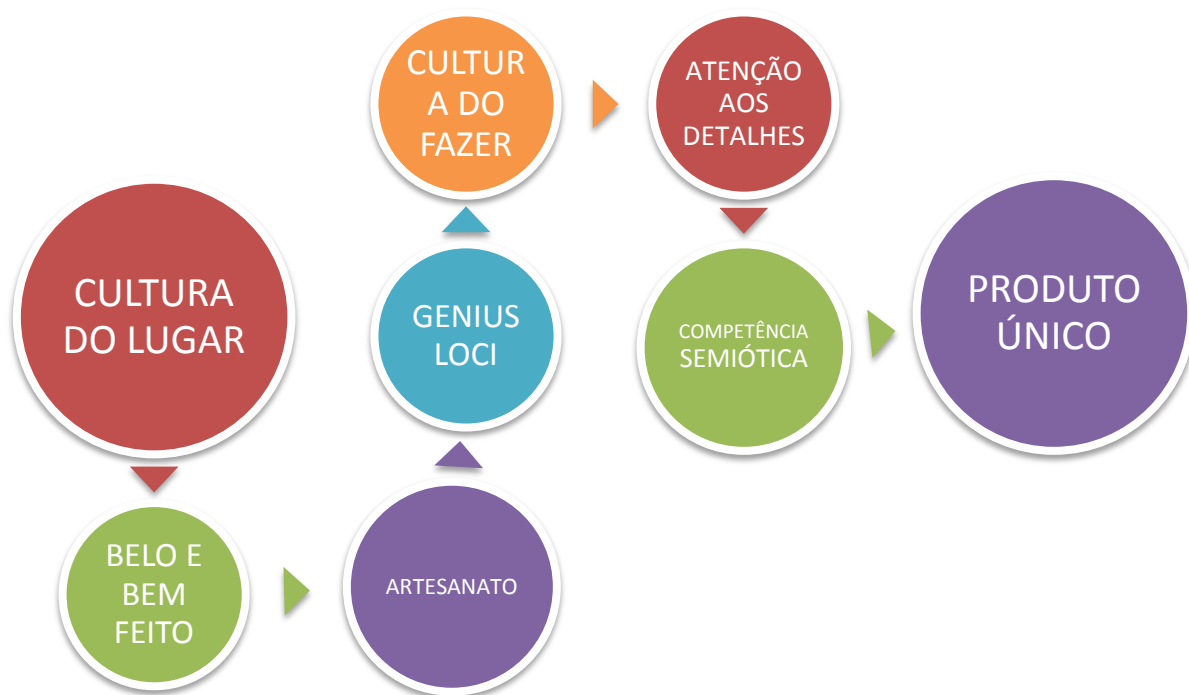 CULTURA
DO LUGAR
BELO E
BEM
FEITO
ARTESANATO
GENIUS
LOCI
CULTUR
A DO
FAZER
ATENÇÃO
AOS
DETALHES
COMPETÊNCIA
SEMIÓTICA
PRODUTO
ÚNICO